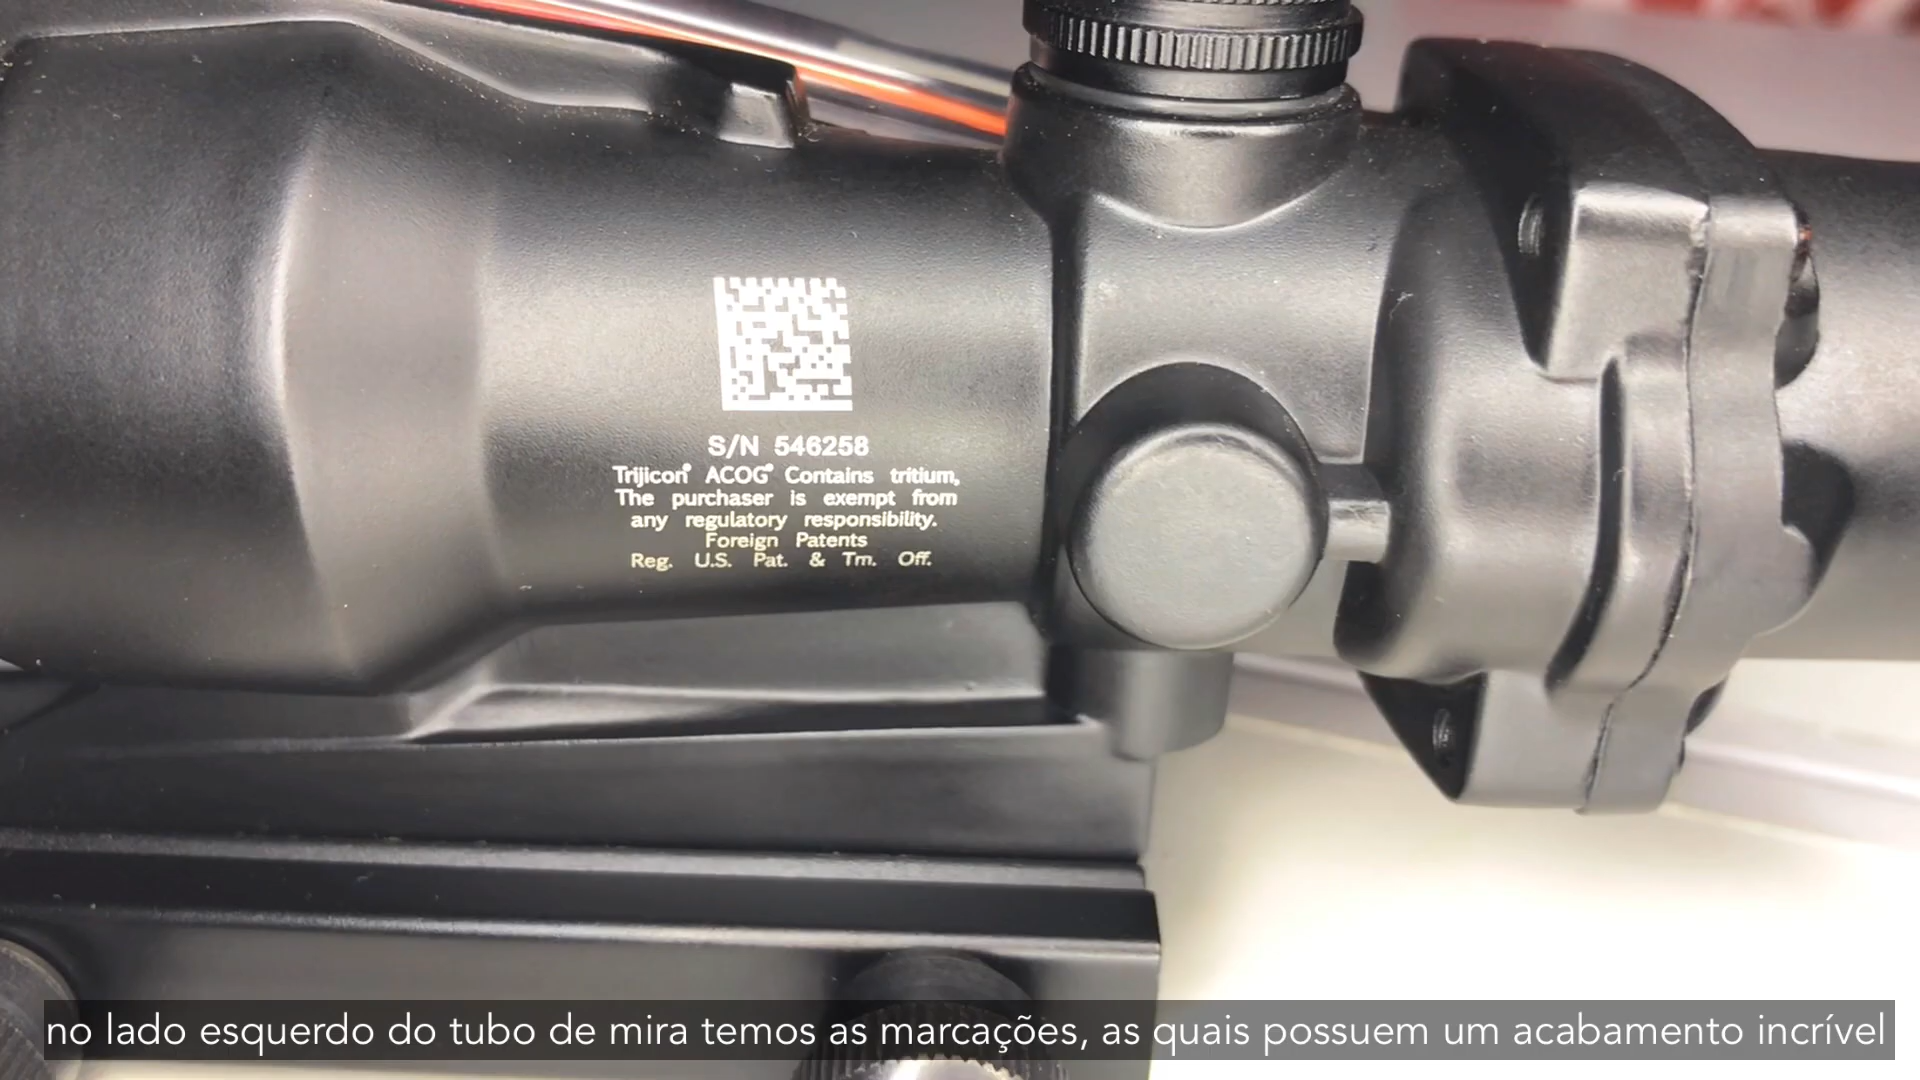 S/N 546258
Trijicon® ACOG® Contains tritium,
The purchaser is exempt from
any regulatory responsibility.
Foreign Patents
Reg. U.S. Pat. & Tm. Off.
no lado esquerdo do tubo de mira temos as marcações, as quais possuem um acabamento incrível